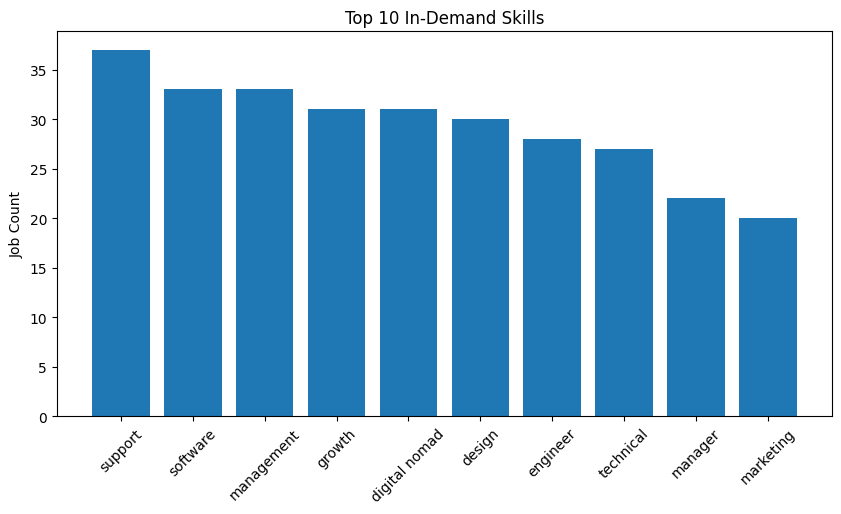 Top 10 In-Demand Skills
Job Count
35
30
25
20
15
10
5
0
support
software
management
growth
digital nomad
design
engineer
technical
manager
marketing